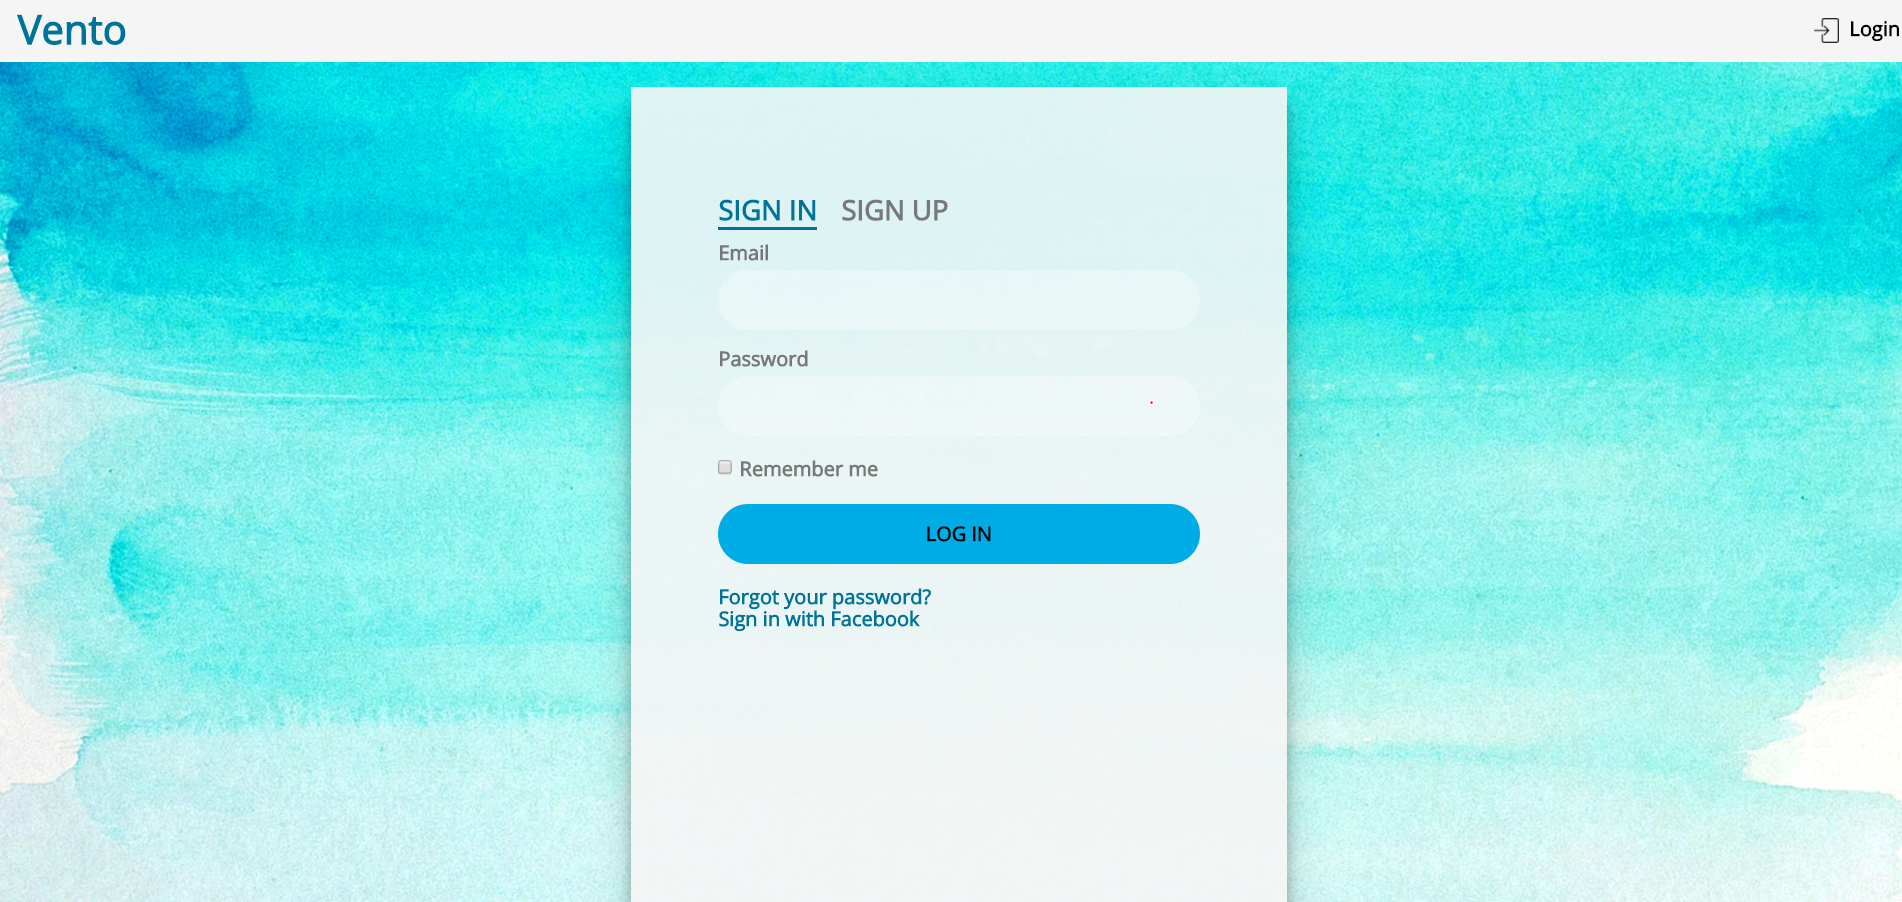 Vento
Login
SIGN IN SIGN UP
Email
Password
Remember me
LOG IN
Forgot your password?
Sign in with Facebook